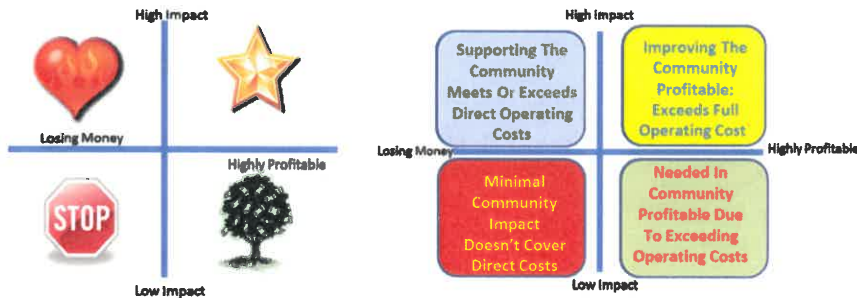 High Impact
Losing Money
Highly Profitable
STOP
Low Impact
High Impact
Supporting The
Community
Meets Or Exceeds
Direct Operating
Costs
Improving The
Community
Profitable:
Exceeds Full
Operating Cost
Losing Money
Highly Profitable
Minimal
Community
Impact
Doesn't Cover
Direct Costs
Needed In
Community
Profitable Due
To Exceeding
Operating Costs
Low Impact